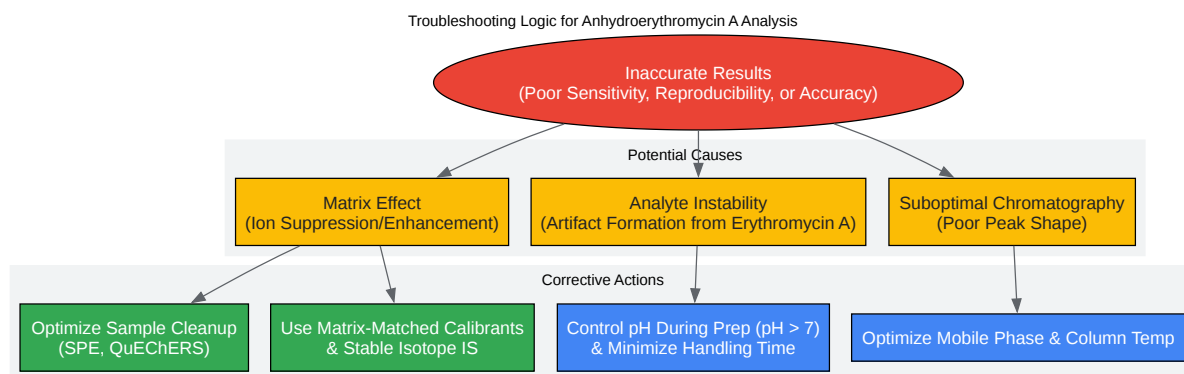 Troubleshooting Logic for Anhydroerythromycin A Analysis
Inaccurate Results
(Poor Sensitivity, Reproducibility, or Accuracy)
Potential Causes
Matrix Effect
(Ion Suppression/Enhancement)
Analyte Instability
(Artifact Formation from Erythromycin A)
Suboptimal Chromatography
(Poor Peak Shape)
Corrective Actions
Optimize Sample Cleanup
(SPE, QuEChERS)
Use Matrix-Matched Calibrants
& Stable Isotope IS
Control pH During Prep (pH > 7)
& Minimize Handling Time
Optimize Mobile Phase & Column Temp